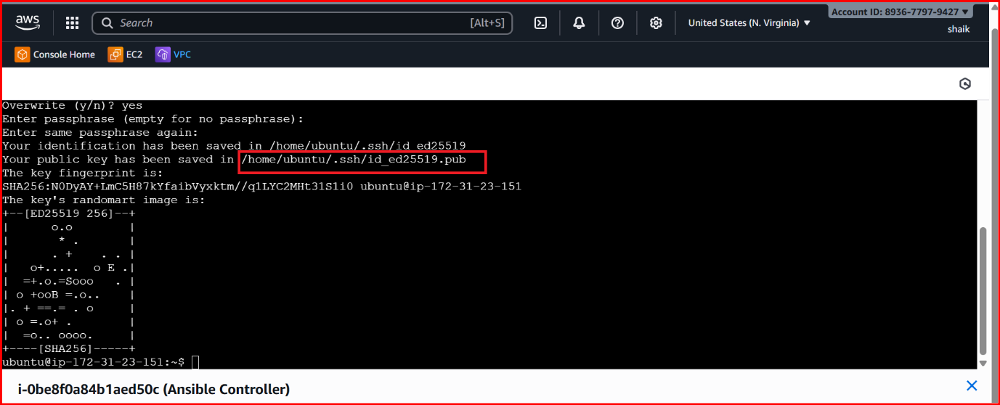 aws
Search [Alt+S]
United States (N. Virginia) ▼
Account ID: 8936-7797-9427 ▼
shaik
Console Home
EC2
VPC
Overwrite (y/n)? yes
Enter passphrase (empty for no passphrase):
Enter same passphrase again:
Your identification has been saved in /home/ubuntu/.ssh/id_ed25519
Your public key has been saved in /home/ubuntu/.ssh/id_ed25519.pub
The key fingerprint is:
SHA256:N0DyAY+LmC5H87kYfaibVyxktm//q1LYC2MHt31S1i0 ubuntu@ip-172-31-23-151
The key's randomart image is:
+--[ED25519 256]--+
|       o.o       |
|        * .      |
|       . +    . . |
|    o+.....  o E .|
|   =+.o.=Sooo   . |
|  o +ooB =.o..    |
|. + ==.= . o     |
| o =.o+ .        |
|  =o.. oooo.     |
+----[SHA256]-----+
ubuntu@ip-172-31-23-151:~$
i-0be8f0a84b1aed50c (Ansible Controller)